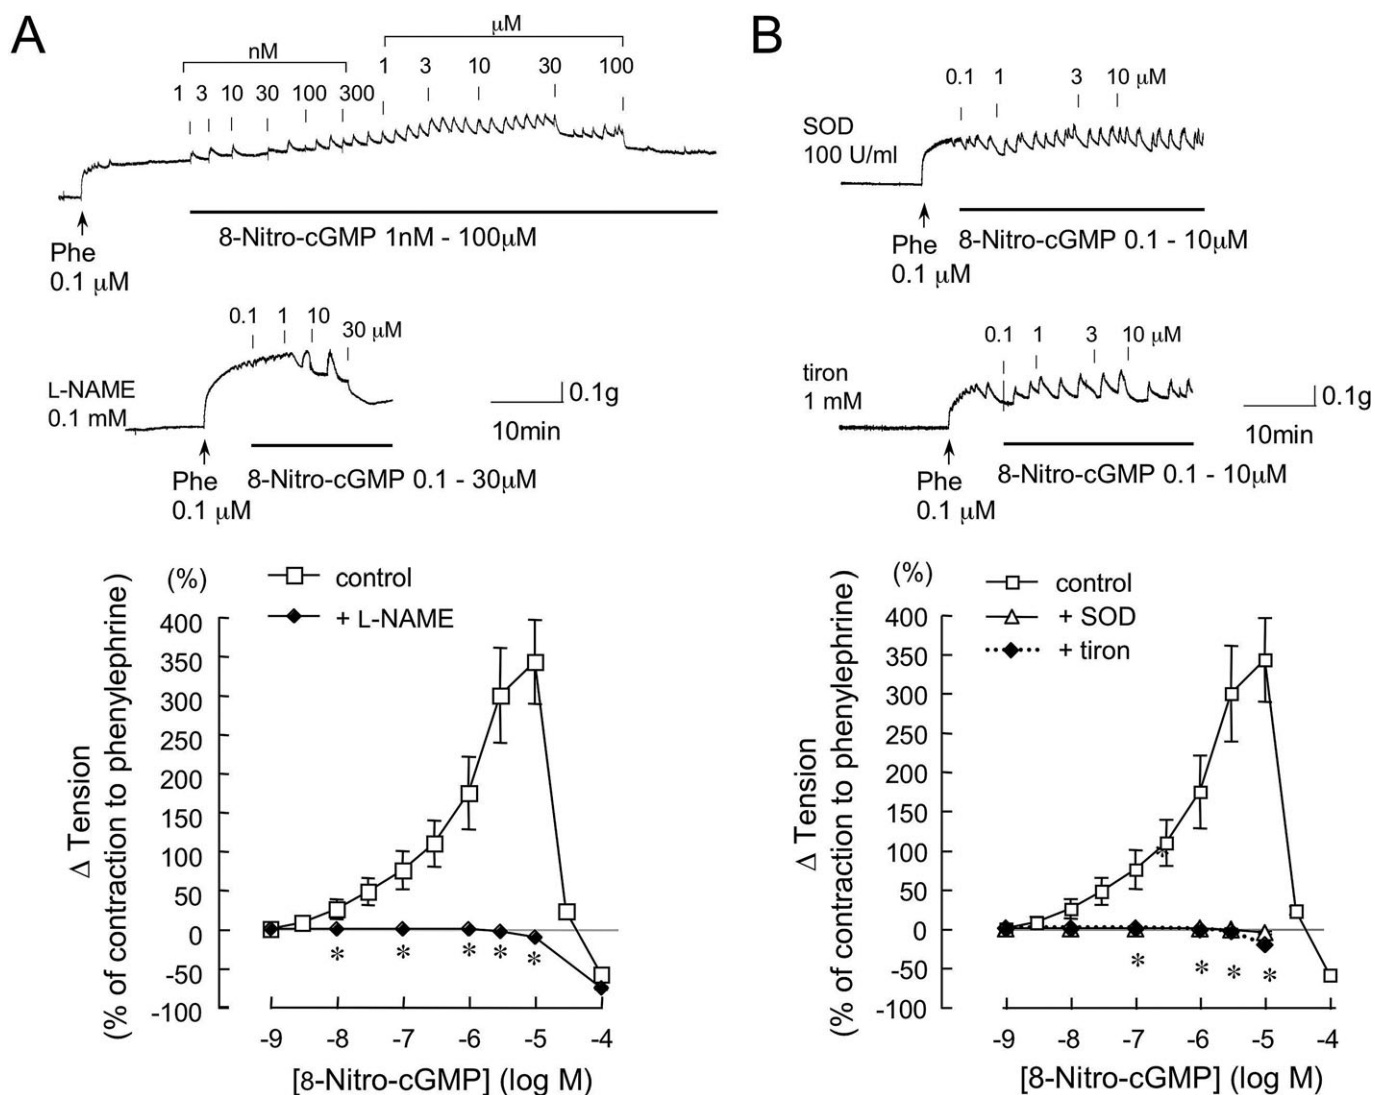 A
nM
μM
1 3 10 30 100 300 1 3 10 30 100
Phe
0.1 μM
8-Nitro-cGMP 1nM - 100μM
0.1 1 10 30 μM
L-NAME
0.1 mM
0.1g
10min
Phe
0.1 μM
8-Nitro-cGMP 0.1 - 30μM
(%)
control
+ L-NAME
400
350
300
250
200
150
100
50
0
-50
-100
* * * * *
Δ Tension
(% of contraction to phenylephrine)
-9 -8 -7 -6 -5 -4
[8-Nitro-cGMP] (log M)
B
0.1 1 3 10 μM
SOD
100 U/ml
Phe
0.1 μM
8-Nitro-cGMP 0.1 - 10μM
0.1 1 3 10 μM
tiron
1 mM
0.1g
10min
Phe
0.1 μM
8-Nitro-cGMP 0.1 - 10μM
(%)
control
+ SOD
+ tiron
400
350
300
250
200
150
100
50
0
-50
-100
* * * *
Δ Tension
(% of contraction to phenylephrine)
-9 -8 -7 -6 -5 -4
[8-Nitro-cGMP] (log M)